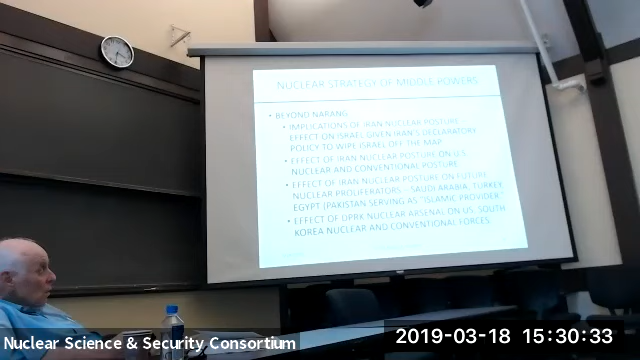 NUCLEAR STRATEGY OF MIDDLE POWERS
• BEYOND NARANG
• IMPLICATIONS OF IRAN NUCLEAR POSTURE
EFFECT ON ISRAEL GIVEN IRAN'S DECLARATORY
POLICY TO WIPE ISRAEL OFF THE MAP
• EFFECT OF IRAN NUCLEAR POSTURE ON U.S.
NUCLEAR AND CONVENTIONAL POSTURE
• EFFECT OF IRAN NUCLEAR POSTURE ON FUTURE
NUCLEAR PROLIFERATORS – SAUDI ARABIA, TURKEY,
EGYPT [PAKISTAN SERVING AS "ISLAMIC PROVIDER"
• EFFECT OF DPRK NUCLEAR ARSENAL ON US, SOUTH
KOREA NUCLEAR AND CONVENTIONAL FORCES
Nuclear Science & Security Consortium
2019-03-18 15:30:33